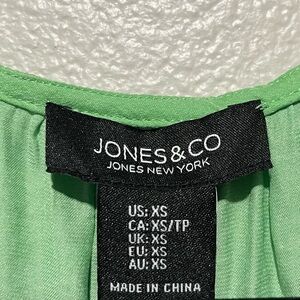 JONES & CO
JONES NEW YORK
US: XS
CA: XS/TP
UK: XS
EU: XS
AU: XS
MADE IN CHINA